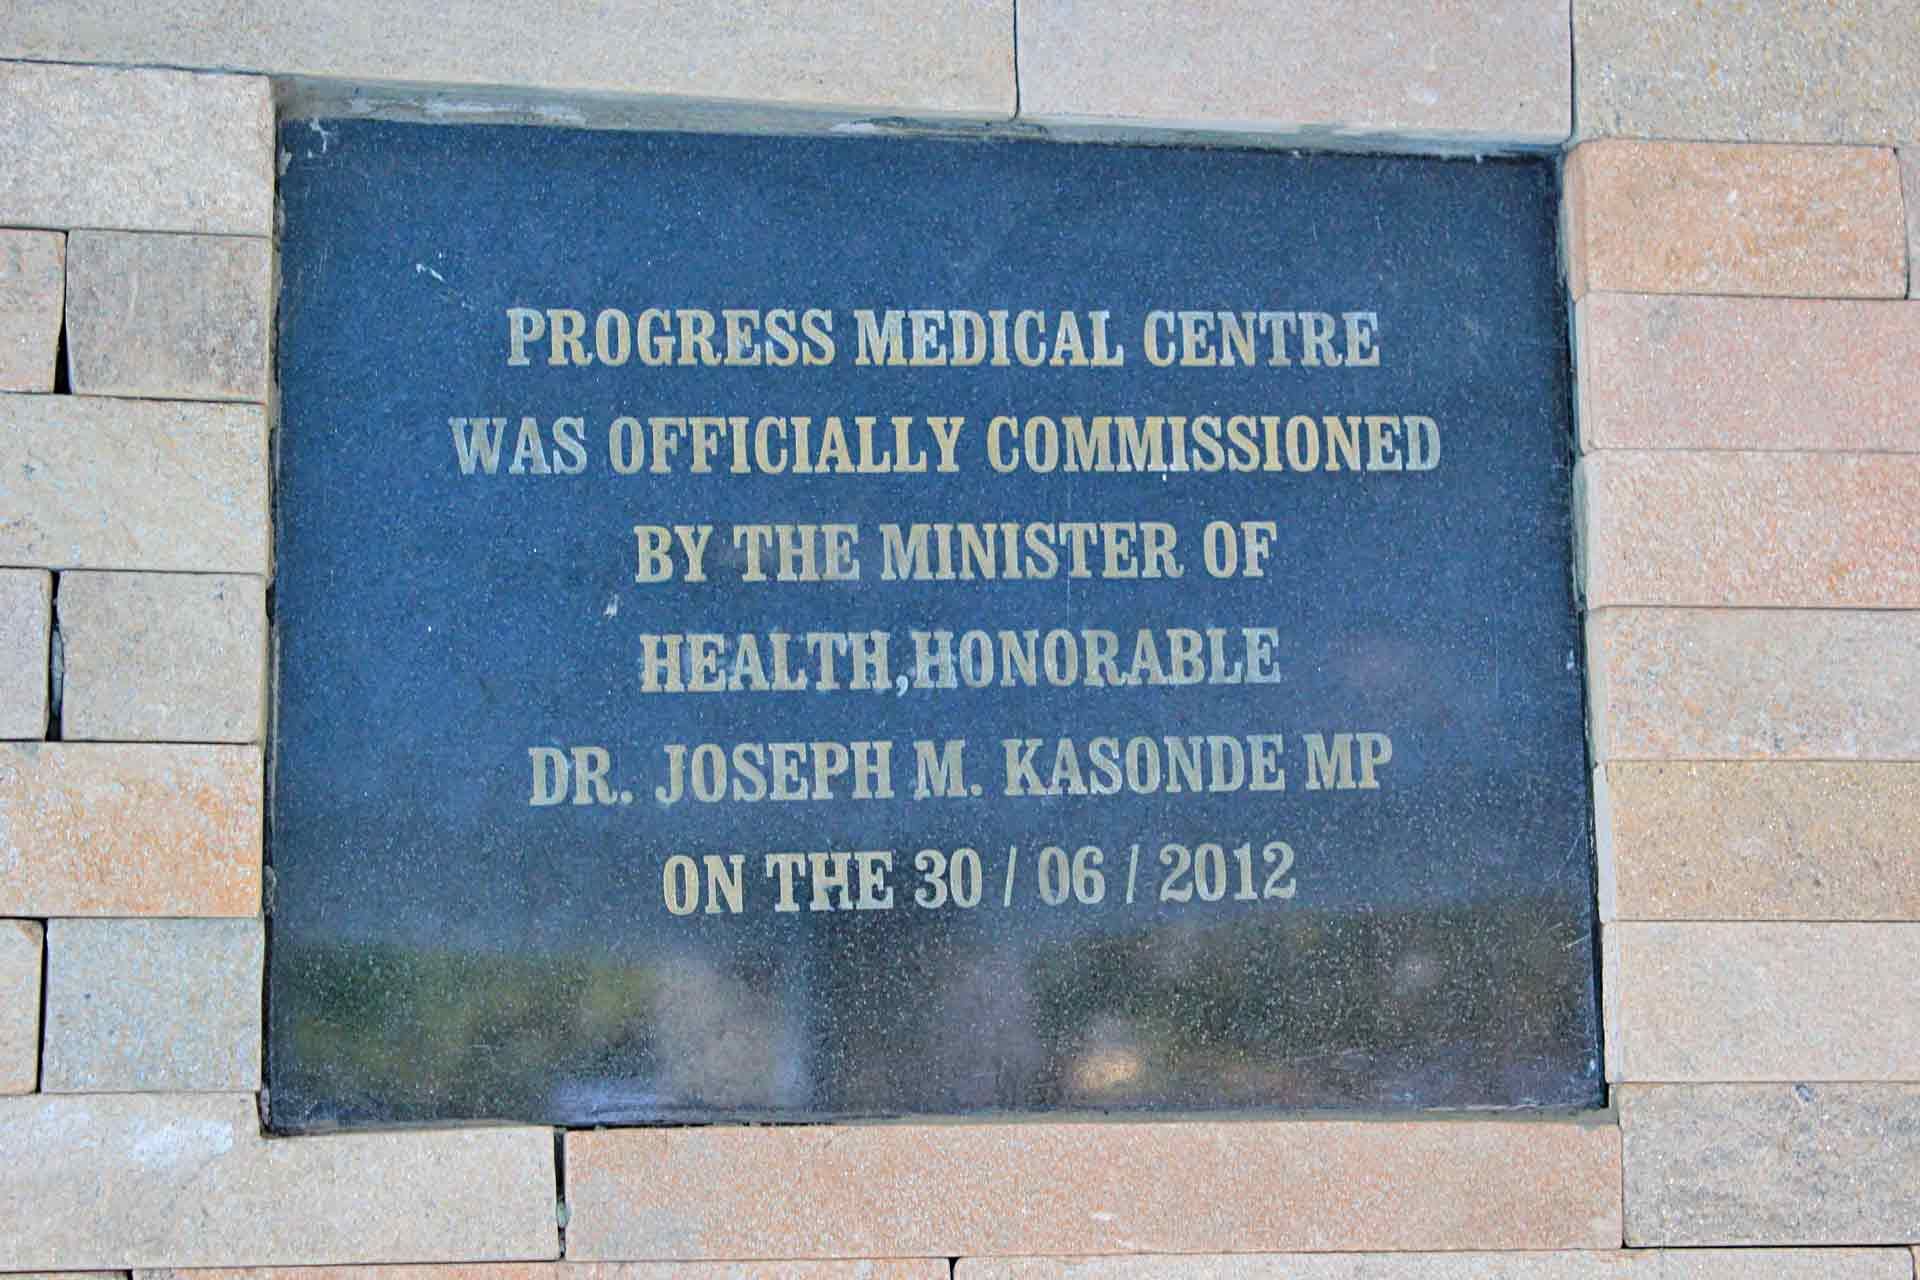 PROGRESS MEDICAL CENTRE
WAS OFFICIALLY COMMISSIONED
BY THE MINISTER OF
HEALTH,HONORABLE
DR. JOSEPH M. KASONDE MP
ON THE 30 / 06 / 2012